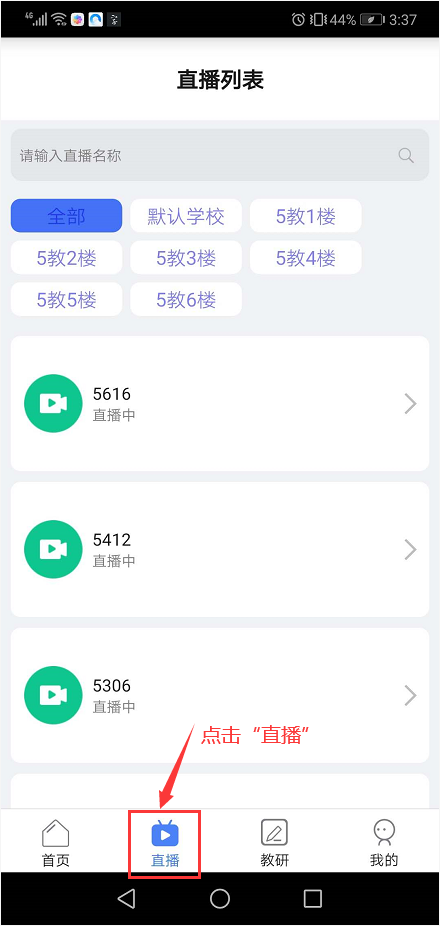 4G 44% 3:37
直播列表
请输入直播名称
全部 默认学校 5教1楼
5教2楼 5教3楼 5教4楼
5教5楼 5教6楼
5616
直播中
5412
直播中
5306
直播中
点击“直播”
首页 直播 教研 我的